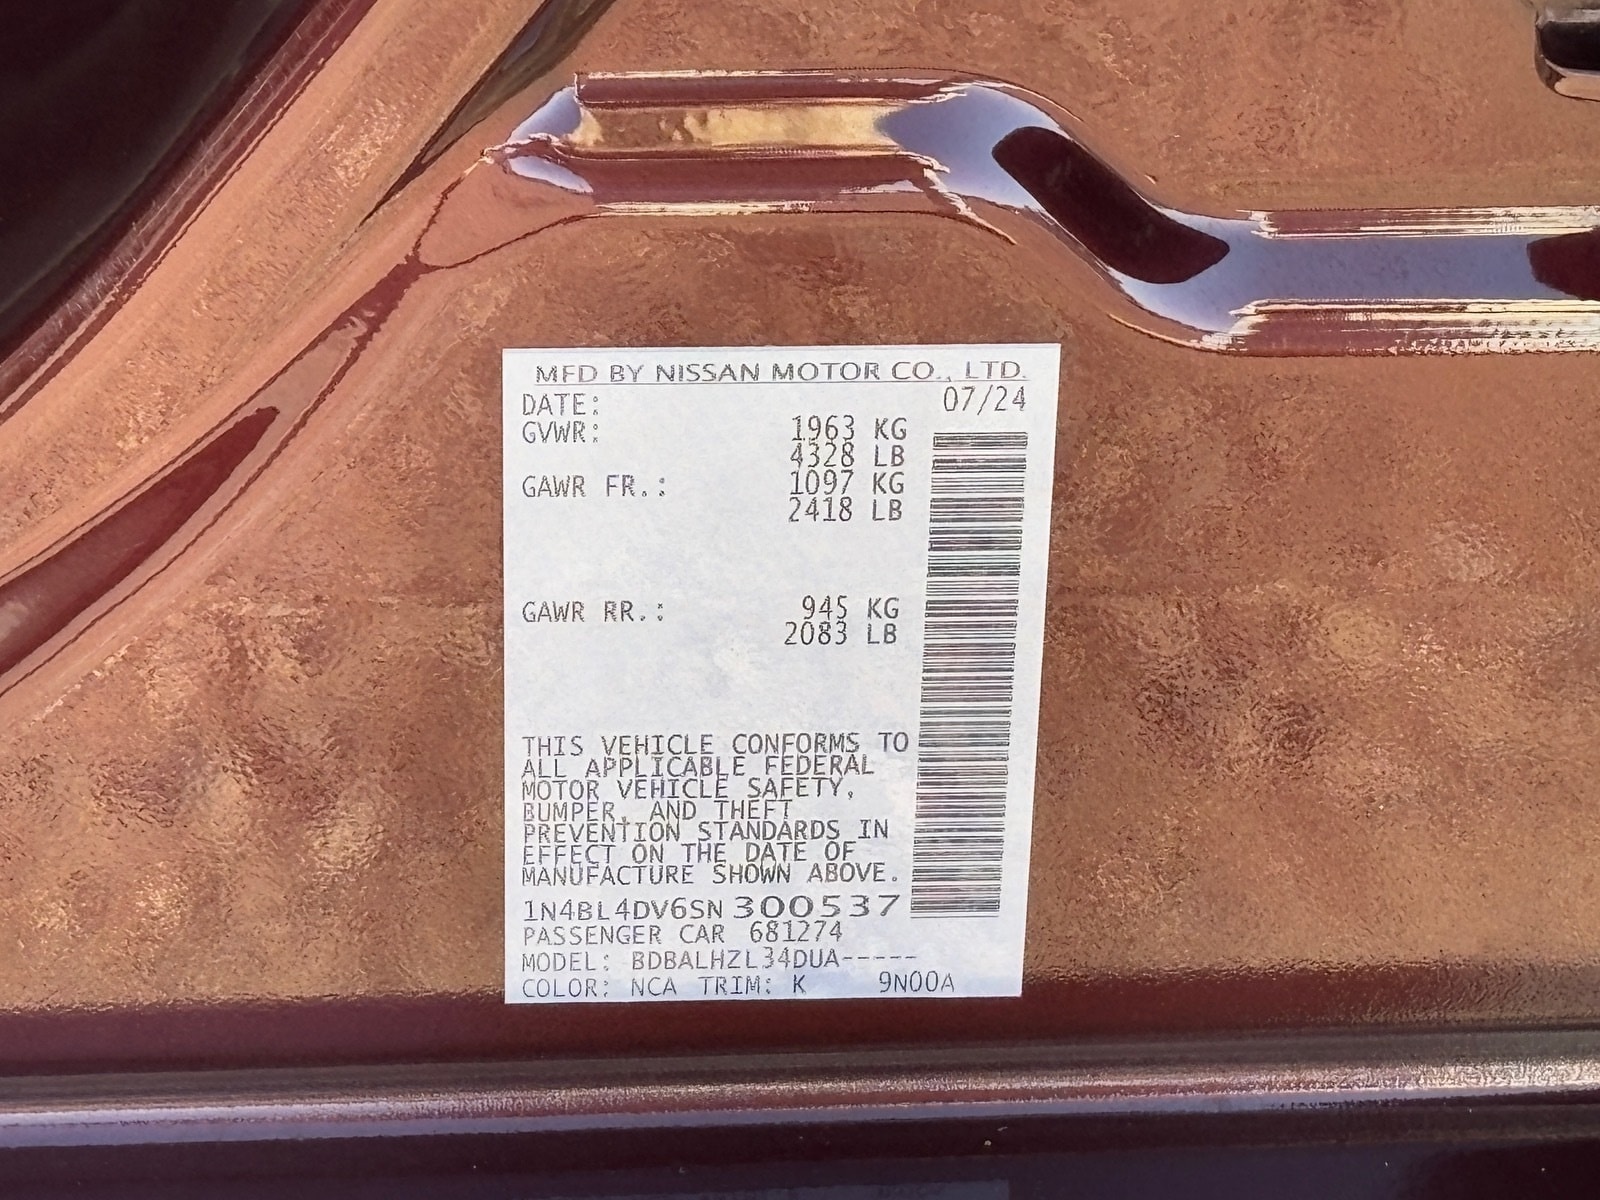 MFD BY NISSAN MOTOR CO., LTD.
DATE: 07/24
GVWR: 1963 KG
4328 LB
GAWR FR.: 1097 KG
2418 LB
GAWR RR.: 945 KG
2083 LB
THIS VEHICLE CONFORMS TO
ALL APPLICABLE FEDERAL
MOTOR VEHICLE SAFETY,
BUMPER, AND THEFT
PREVENTION STANDARDS IN
EFFECT ON THE DATE OF
MANUFACTURE SHOWN ABOVE.
1N4BL4DV6SN300537
PASSENGER CAR 681274
MODEL: BDBALHZL34DUA-----
COLOR: NCA TRIM: K 9N00A